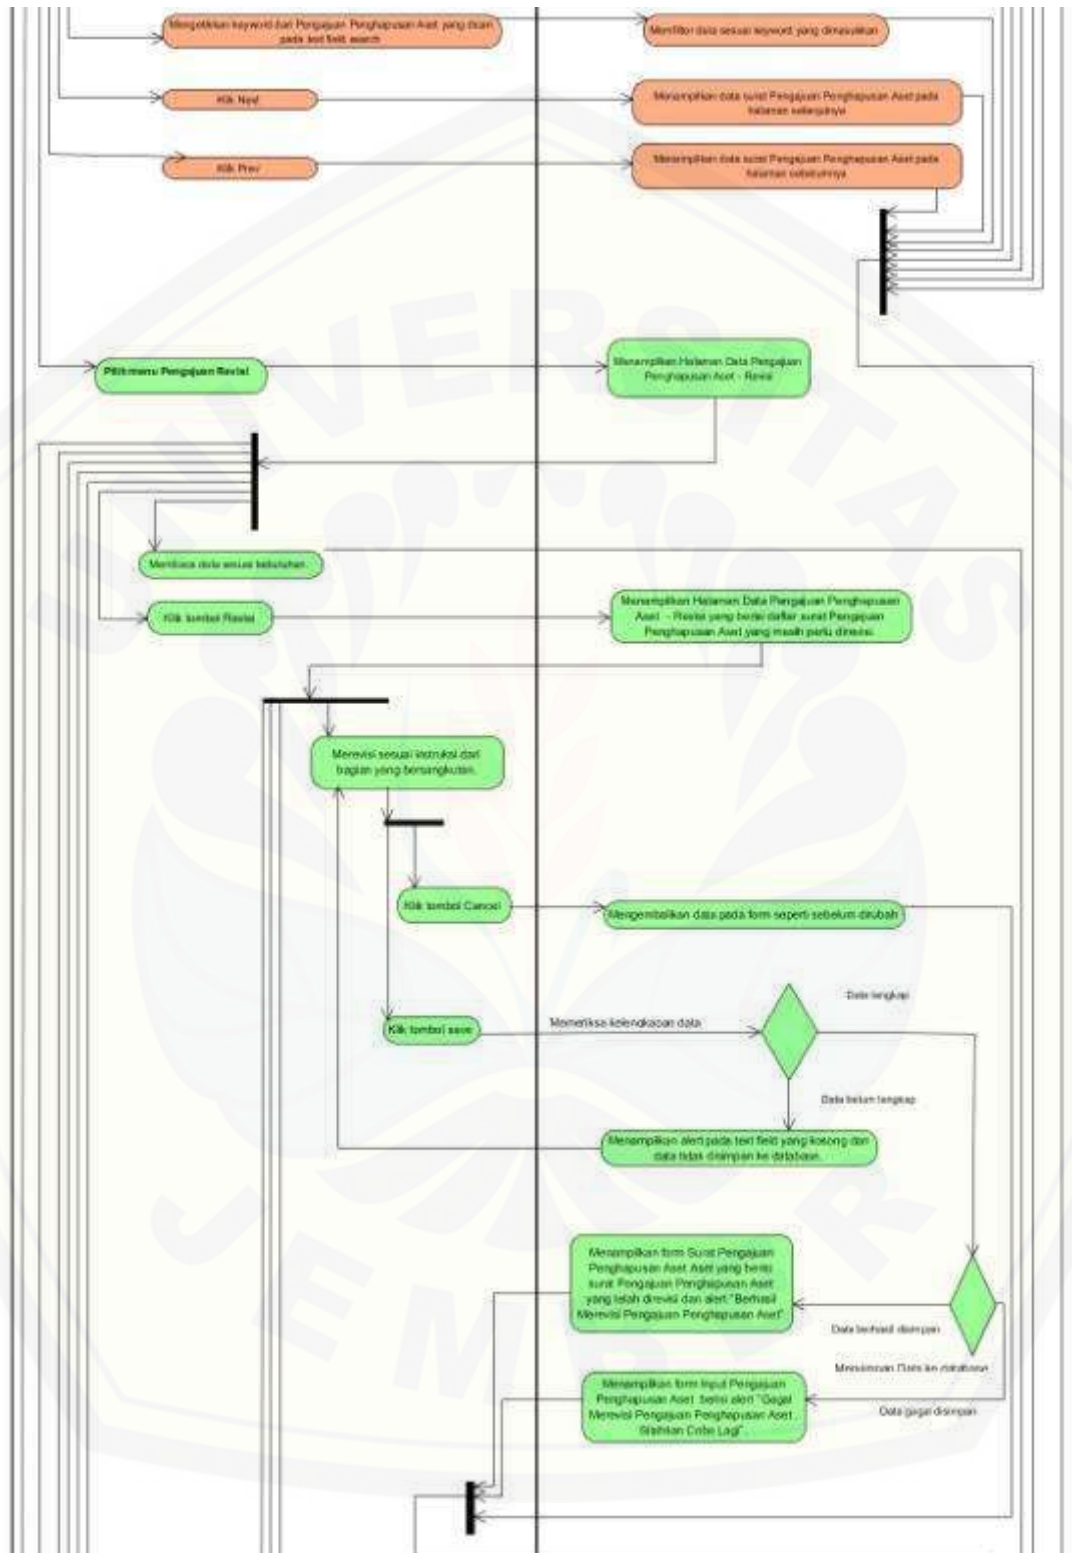 Mengetikkan keyword dari Pengajuan Penghapusan Aset yang dicari
pada text field search
Memfilter data sesuai keyword yang dimasukkan
Klik Next
Menampilkan data surat Pengajuan Penghapusan Aset pada
halaman selanjutnya
Klik Prev
Menampilkan data surat Pengajuan Penghapusan Aset pada
halaman sebelumnya
Pilih menu Pengajuan Revisi
Menampilkan Halaman Data Pengajuan
Penghapusan Aset - Revisi
Membaca data sesuai kebutuhan.
Klik tombol Revisi
Menampilkan Halaman Data Pengajuan Penghapusan
Aset - Revisi yang berisi daftar surat Pengajuan
Penghapusan Aset yang masih perlu direvisi.
Merevisi sesuai instruksi dari
bagian yang bersangkutan.
Klik tombol Cancel
Mengembalikan data pada form seperti sebelum dirubah
Data lengkap
Klik tombol save
Memeriksa kelengkapan data
Data belum lengkap
Menampilkan alert pada text field yang kosong dan
data tidak disimpan ke database.
Menampilkan form Surat Pengajuan
Penghapusan Aset Aset yang berisi
surat Pengajuan Penghapusan Aset
yang telah direvisi dan alert "Berhasil
Merevisi Pengajuan Penghapusan Aset"
Data berhasil disimpan
Menyimpan Data ke database
Menampilkan form Input Pengajuan
Penghapusan Aset berisi alert "Gagal
Merevisi Pengajuan Penghapusan Aset.
Silahkan Coba Lagi"
Data gagal disimpan
UNIVERSITAS
JEMBER